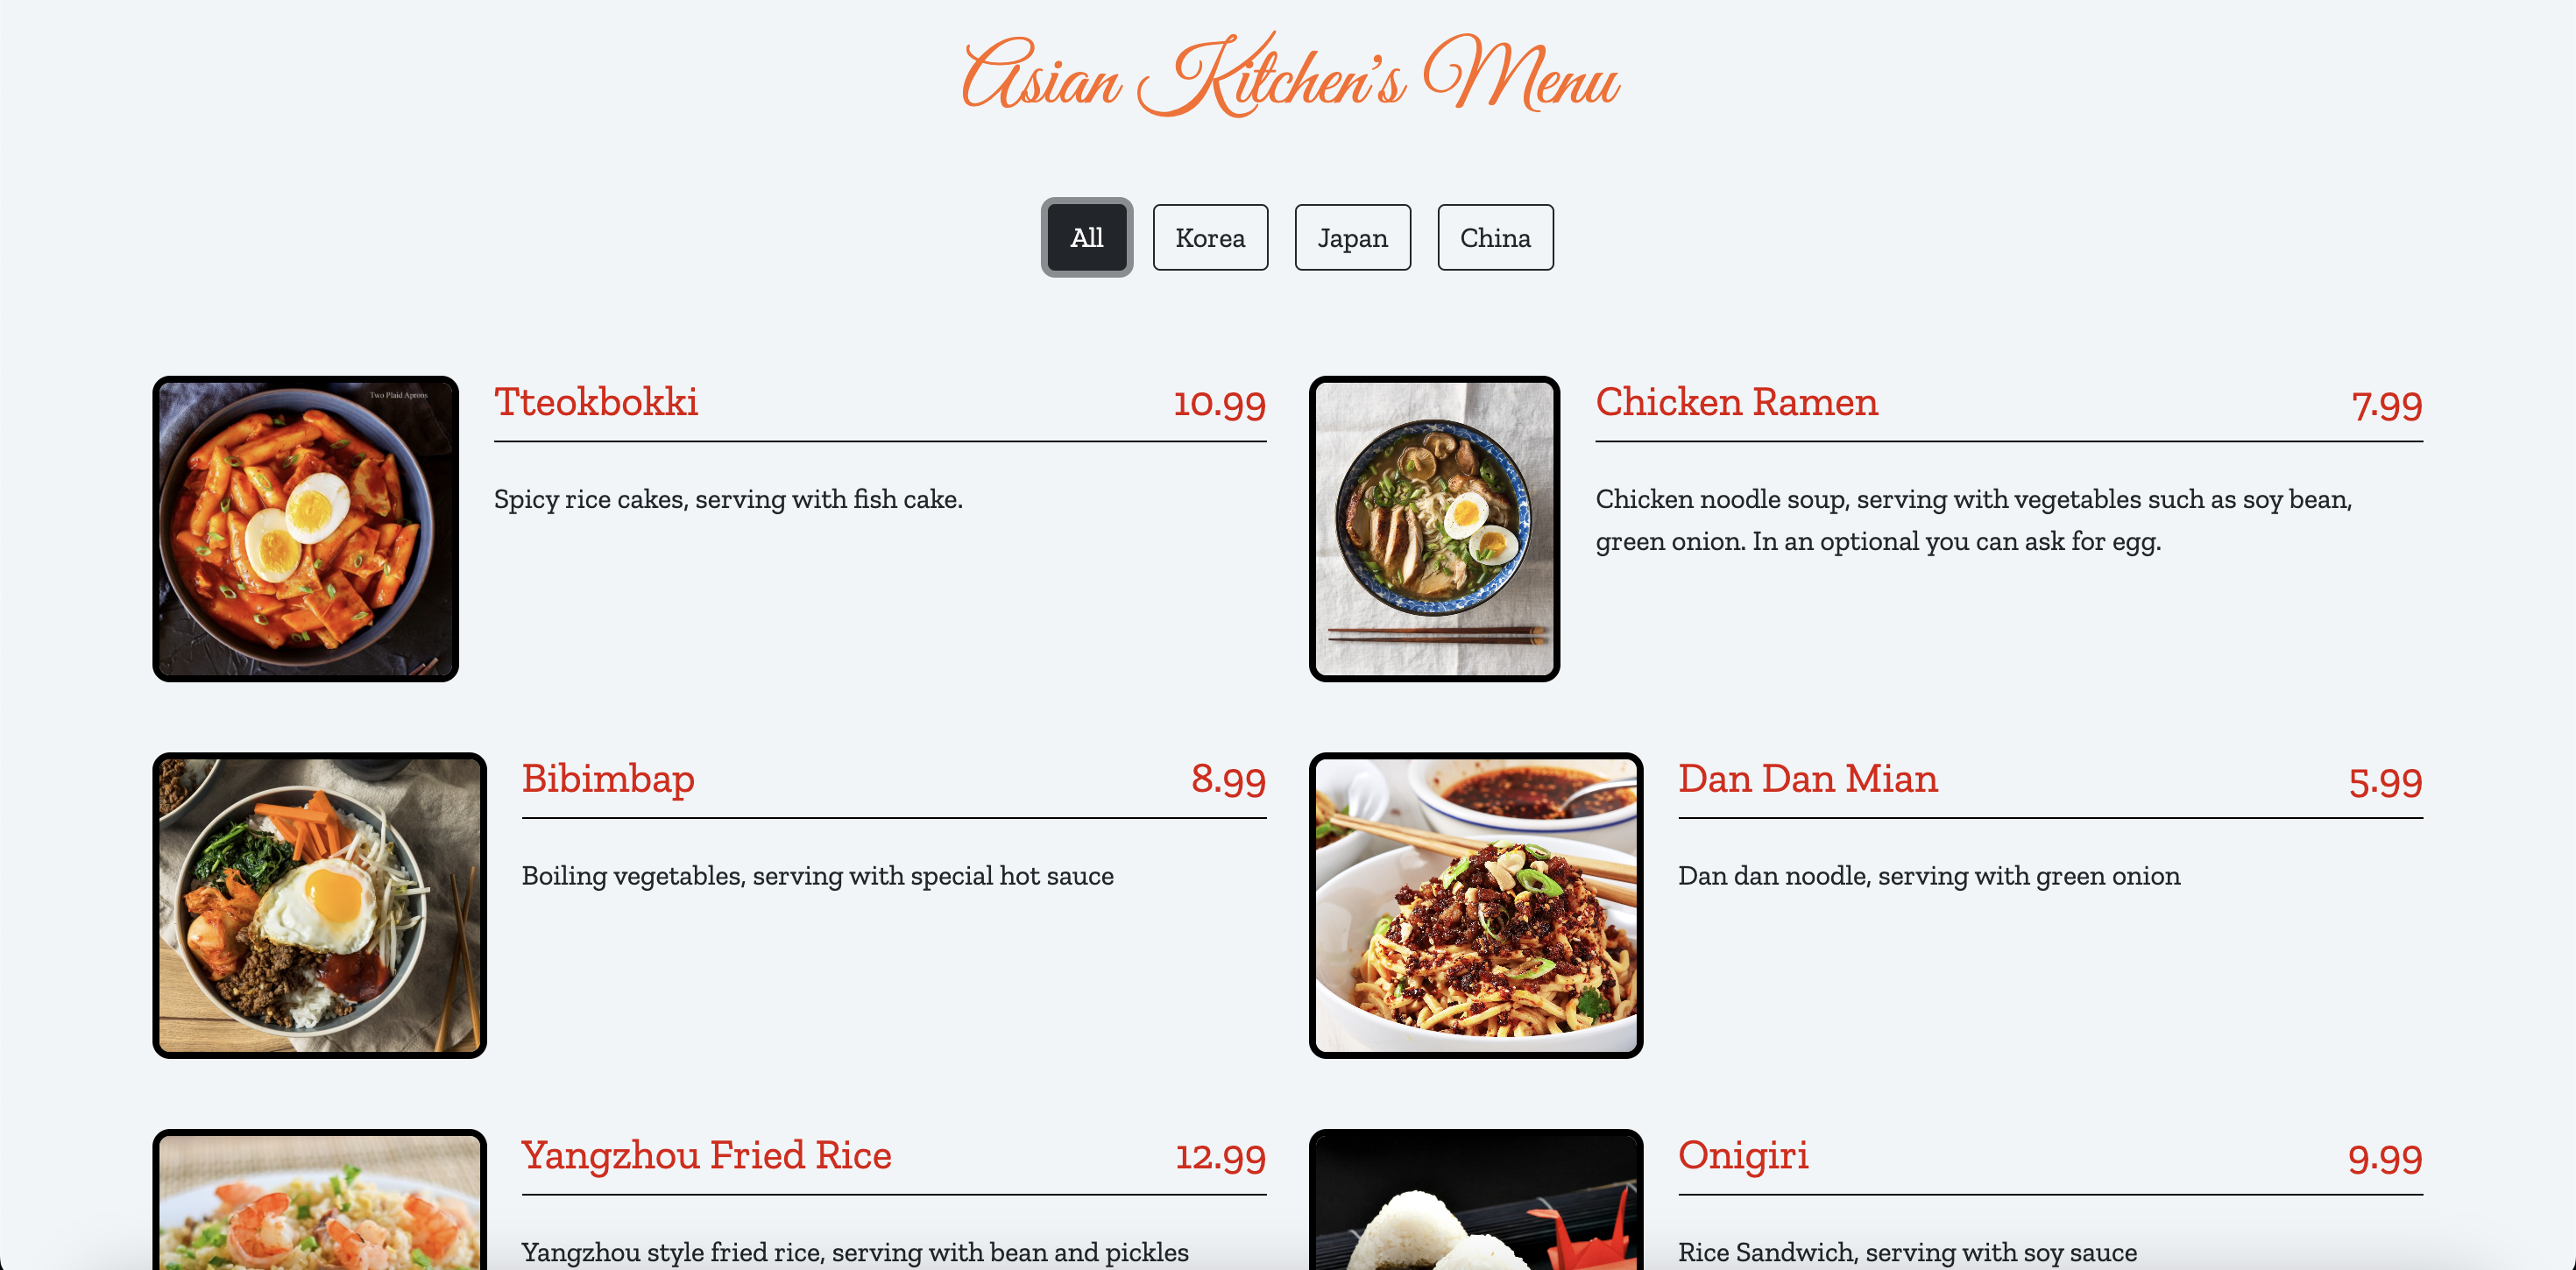 Asian Kitchen's Menu
All
Korea
Japan
China
Two Plaid Aprons
Tteokbokki
10.99
Spicy rice cakes, serving with fish cake.
Chicken Ramen
7.99
Chicken noodle soup, serving with vegetables such as soy bean,
green onion. In an optional you can ask for egg.
Bibimbap
8.99
Boiling vegetables, serving with special hot sauce
Dan Dan Mian
5.99
Dan dan noodle, serving with green onion
Yangzhou Fried Rice
12.99
Yangzhou style fried rice, serving with bean and pickles
Onigiri
9.99
Rice Sandwich, serving with soy sauce